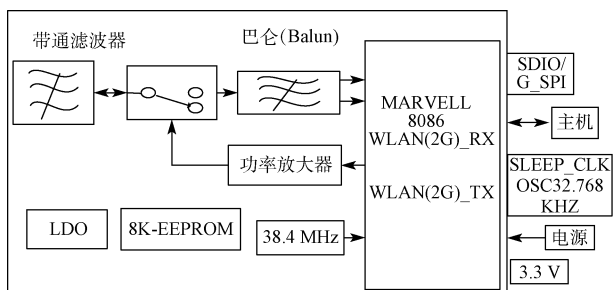 带通滤波器
巴仑(Balun)
MARVELL
8086
WLAN(2G)_RX
WLAN(2G)_TX
功率放大器
LDO
8K-EEPROM
38.4 MHz
SDIO/
G_SPI
主机
SLEEP_CLK
OSC32.768
KHZ
电源
3.3 V